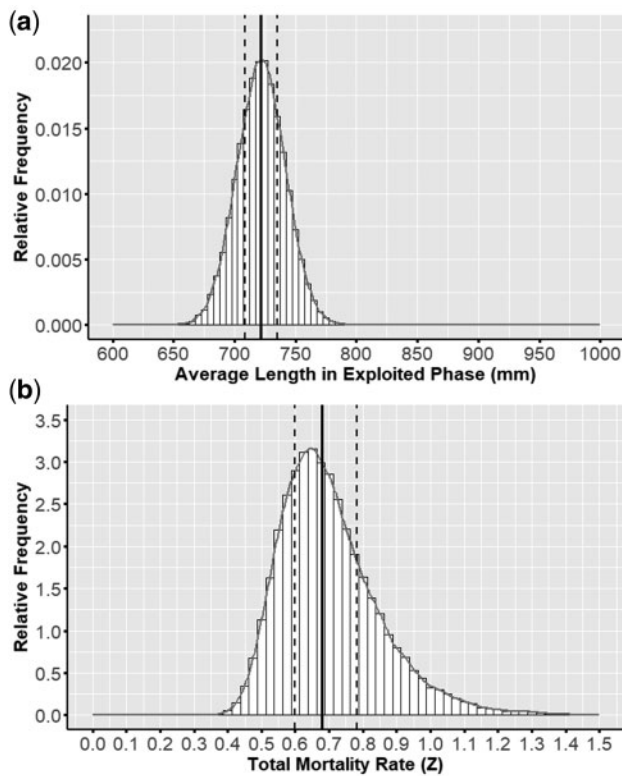 (a)
Relative Frequency
0.020
0.015
0.010
0.005
0.000
600 650 700 750 800 850 900 950 1000
Average Length in Exploited Phase (mm)
(b)
Relative Frequency
3.5
3.0
2.5
2.0
1.5
1.0
0.5
0.0
0.0 0.1 0.2 0.3 0.4 0.5 0.6 0.7 0.8 0.9 1.0 1.1 1.2 1.3 1.4 1.5
Total Mortality Rate (Z)